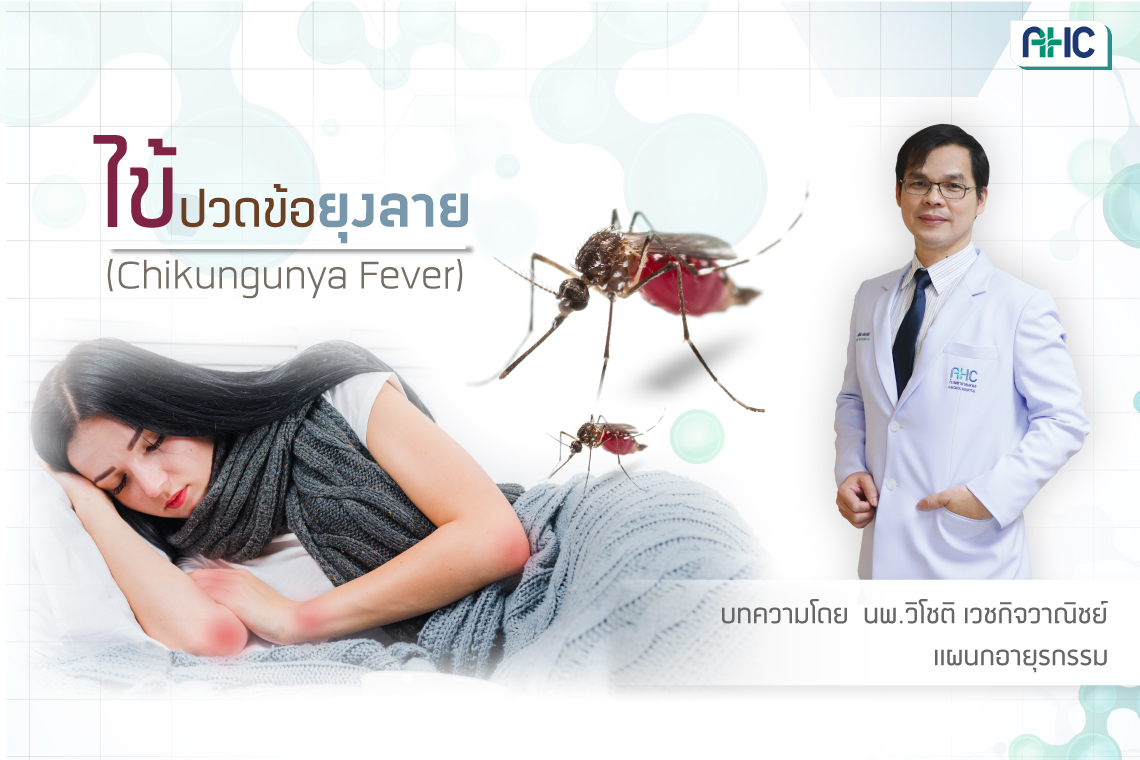 AHC
ไข้ปวดข้อยุงลาย
(Chikungunya Fever)
AHC
บทความโดย นพ.วิโชติ เวชกิจวาณิชย์
แผนกอายุรกรรม